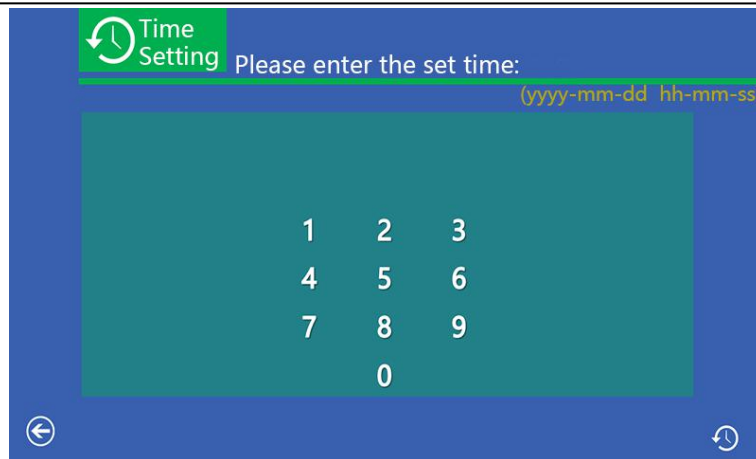 Time
Setting
Please enter the set time:
(yyyy-mm-dd hh-mm-ss
1 2 3
4 5 6
7 8 9
0